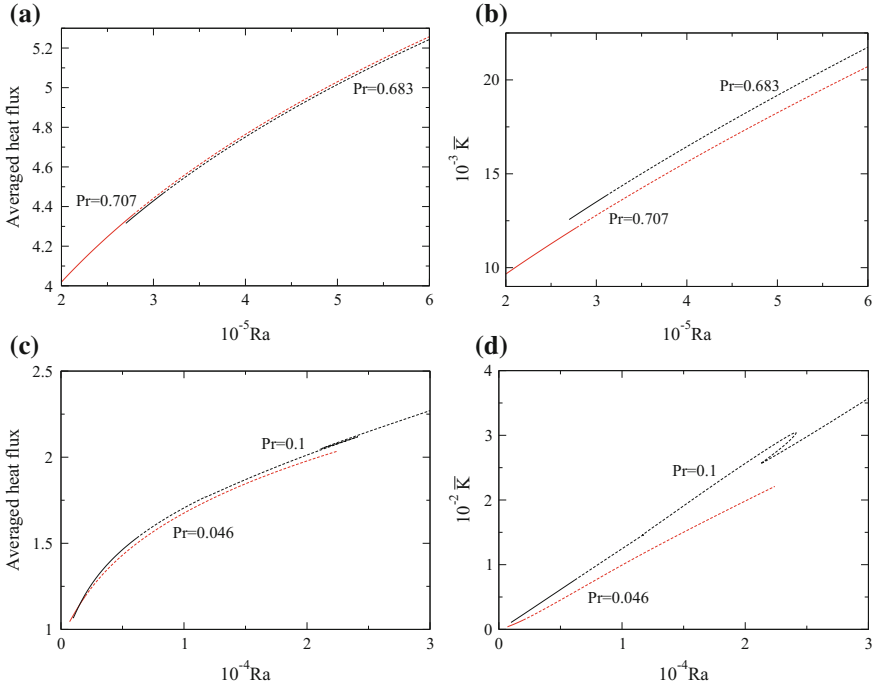 (a)
Averaged heat flux
5.2
5
4.8
4.6
4.4
4.2
4
Pr=0.683
Pr=0.707
2 3 4 5 6
10⁻⁵Ra
(b)
10⁻³ K̅
20
15
10
Pr=0.683
Pr=0.707
2 3 4 5 6
10⁻⁵Ra
(c)
Averaged heat flux
2.5
2
1.5
1
Pr=0.1
Pr=0.046
0 1 2 3
10⁻⁴Ra
(d)
10⁻² K̅
4
3
2
1
0
Pr=0.1
Pr=0.046
0 1 2 3
10⁻⁴Ra